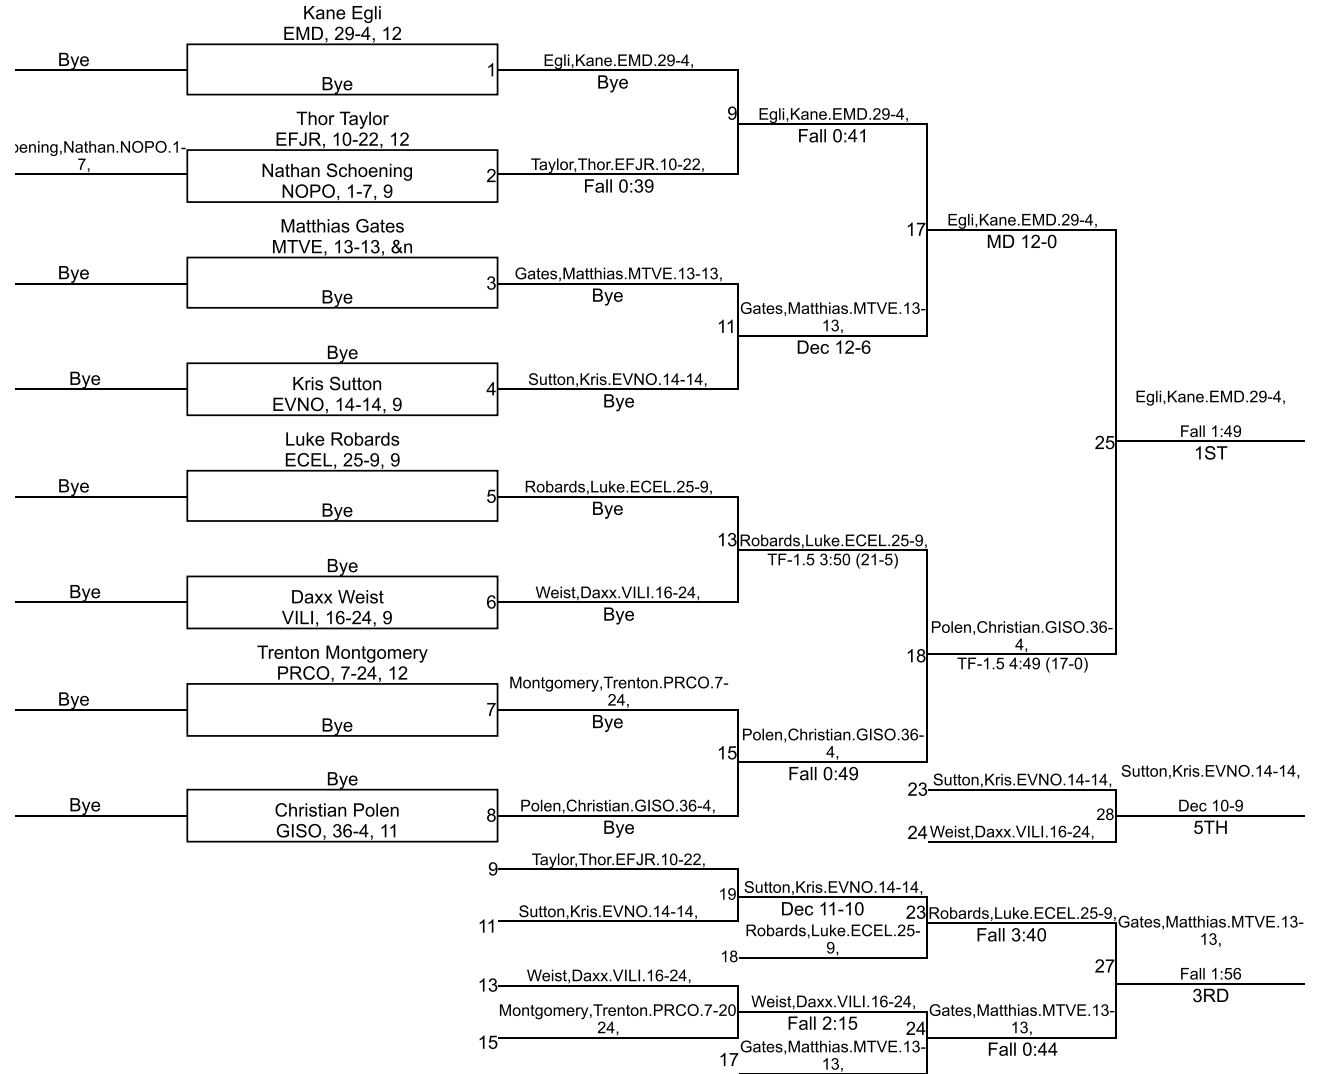 Kane Egli
EMD, 29-4, 12
Bye
Bye
1
Egli,Kane.EMD.29-4,
Bye
Thor Taylor
EFJR, 10-22, 12
9
Egli,Kane.EMD.29-4,
Fall 0:41
oening,Nathan.NOPO.1-
7,
Nathan Schoening
NOPO, 1-7, 9
2
Taylor,Thor.EFJR.10-22,
Fall 0:39
Matthias Gates
MTVE, 13-13, &n
17
Egli,Kane.EMD.29-4,
MD 12-0
Bye
Bye
3
Gates,Matthias.MTVE.13-13,
Bye
11
Gates,Matthias.MTVE.13-
13,
Dec 12-6
Bye
Bye
Kris Sutton
EVNO, 14-14, 9
4
Sutton,Kris.EVNO.14-14,
Bye
Egli,Kane.EMD.29-4,
25
Fall 1:49
1ST
Luke Robards
ECEL, 25-9, 9
Bye
Bye
5
Robards,Luke.ECEL.25-9,
Bye
13
Robards,Luke.ECEL.25-9,
TF-1.5 3:50 (21-5)
Bye
Bye
Daxx Weist
VILI, 16-24, 9
6
Weist,Daxx.VILI.16-24,
Bye
18
Polen,Christian.GISO.36-
4,
TF-1.5 4:49 (17-0)
Trenton Montgomery
PRCO, 7-24, 12
Bye
Bye
7
Montgomery,Trenton.PRCO.7-
24,
Bye
15
Polen,Christian.GISO.36-
4,
Fall 0:49
Bye
Bye
Christian Polen
GISO, 36-4, 11
8
Polen,Christian.GISO.36-4,
Bye
23
Sutton,Kris.EVNO.14-14,
24
Weist,Daxx.VILI.16-24,
28
Sutton,Kris.EVNO.14-14,
Dec 10-9
5TH
9
Taylor,Thor.EFJR.10-22,
11
Sutton,Kris.EVNO.14-14,
19
Sutton,Kris.EVNO.14-14,
Dec 11-10
18
Robards,Luke.ECEL.25-
9,
23
Robards,Luke.ECEL.25-9,
Fall 3:40
13
Weist,Daxx.VILI.16-24,
15
Montgomery,Trenton.PRCO.7-
24,
20
Weist,Daxx.VILI.16-24,
Fall 2:15
17
Gates,Matthias.MTVE.13-
13,
24
Gates,Matthias.MTVE.13-
13,
Fall 0:44
27
Gates,Matthias.MTVE.13-
13,
Fall 1:56
3RD